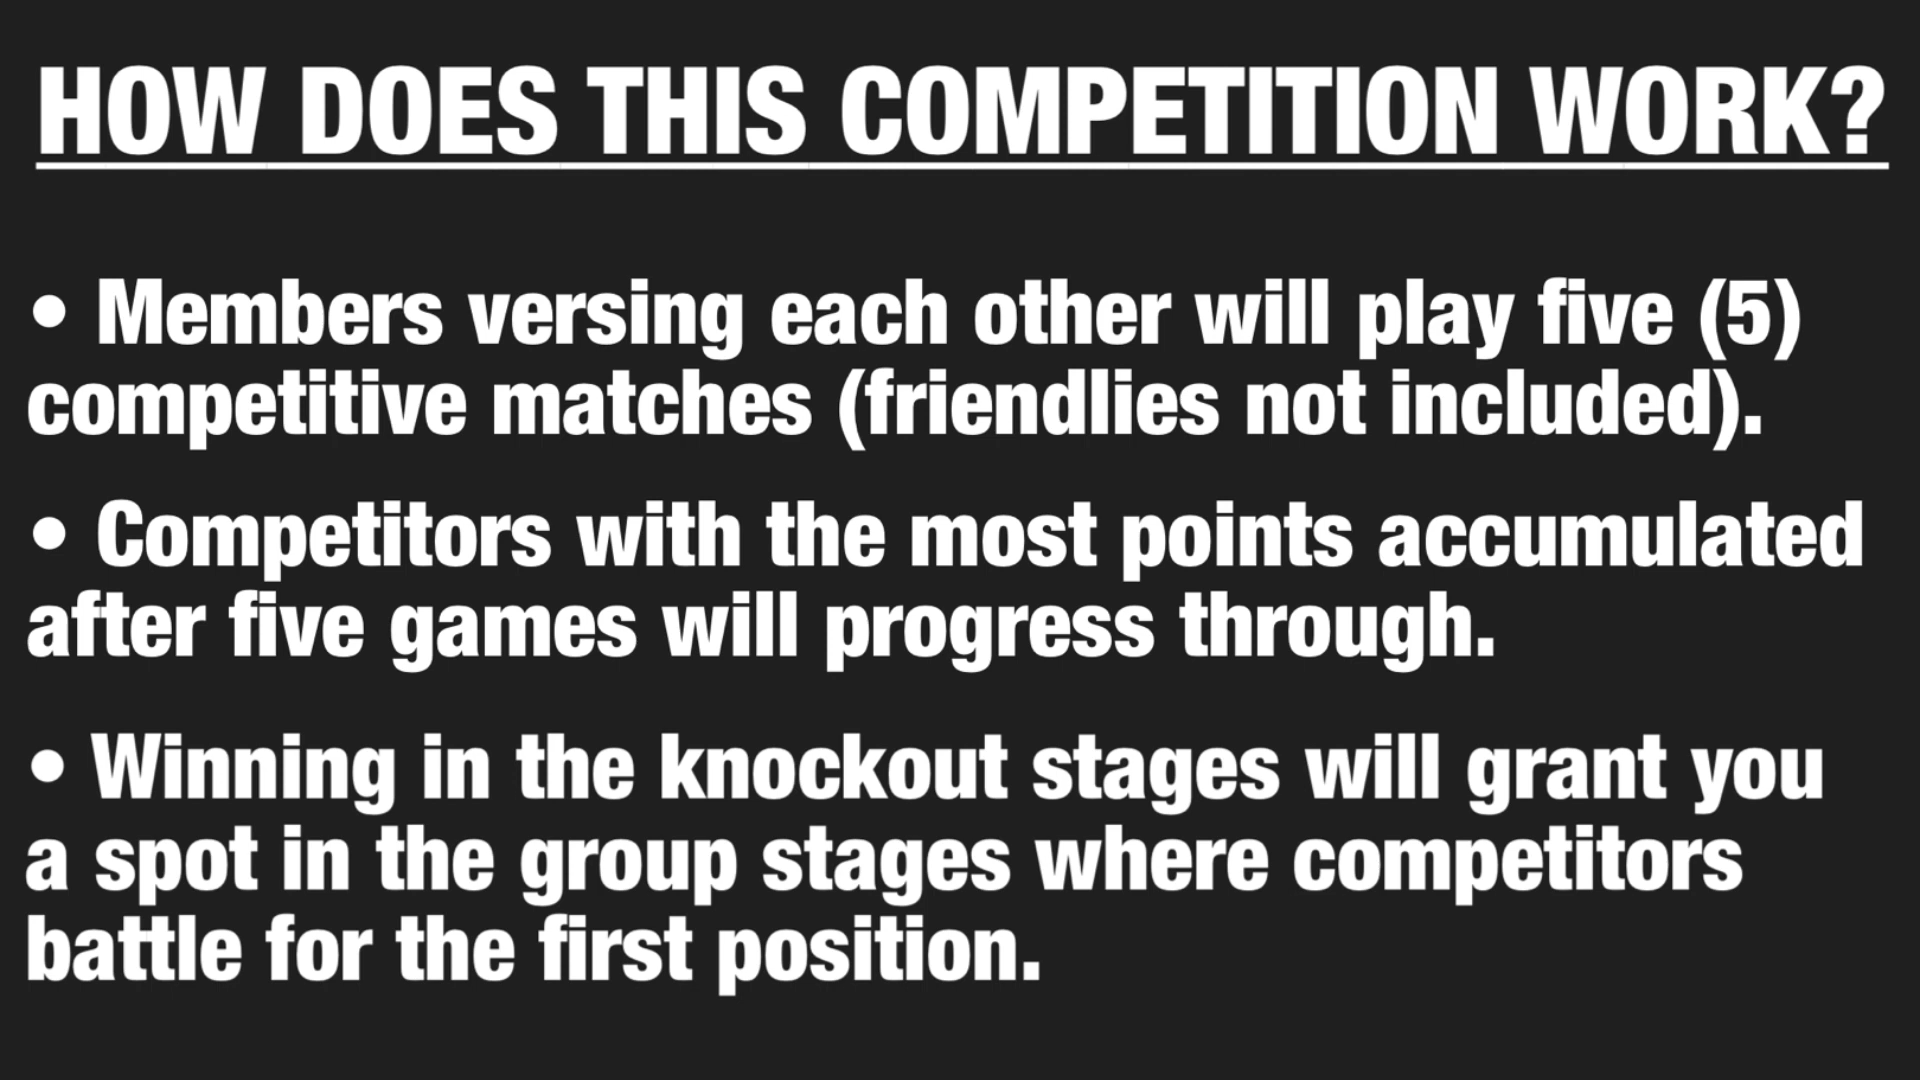 HOW DOES THIS COMPETITION WORK?
• Members versing each other will play five (5)
competitive matches (friendlies not included).
• Competitors with the most points accumulated
after five games will progress through.
• Winning in the knockout stages will grant you
a spot in the group stages where competitors
battle for the first position.